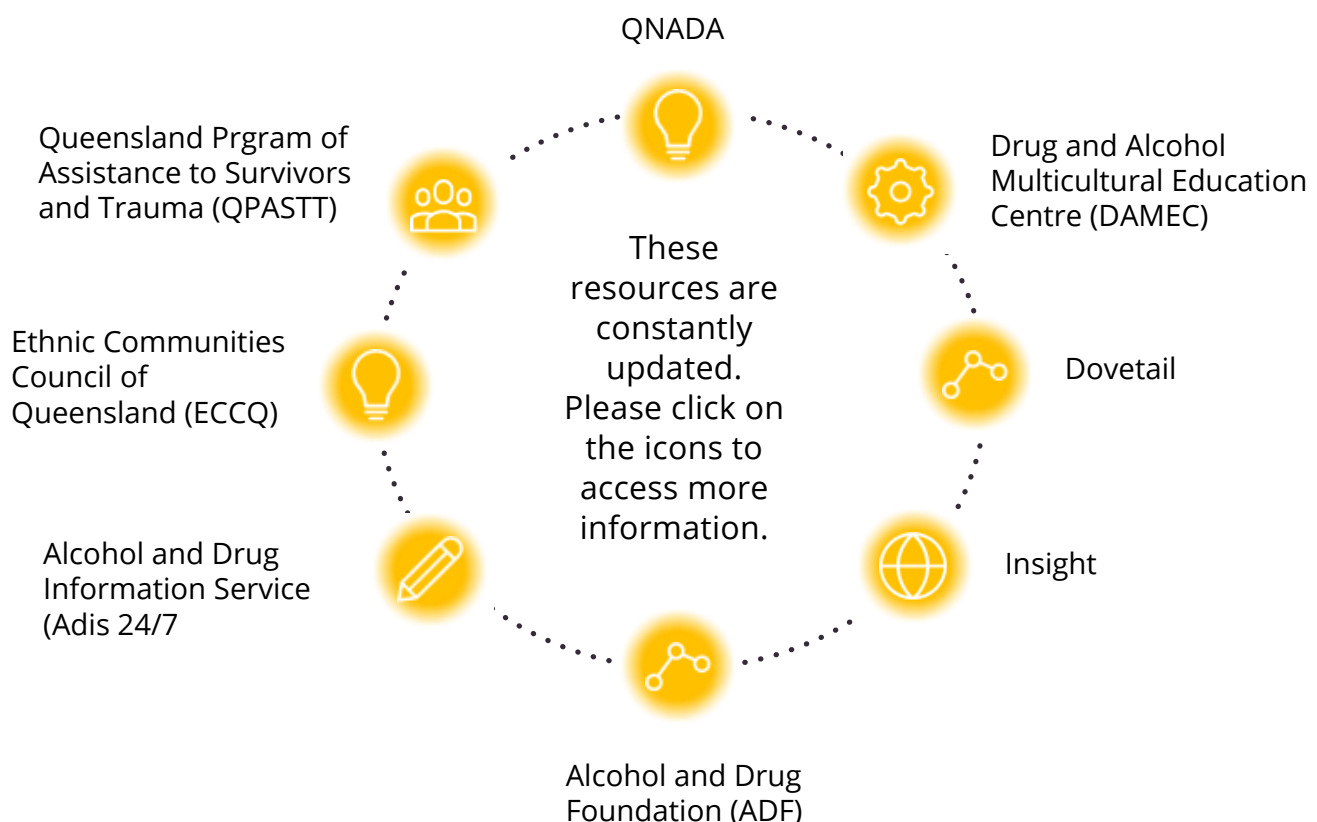 QNADA
Drug and Alcohol
Multicultural Education
Centre (DAMEC)
Dovetail
Insight
Alcohol and Drug
Foundation (ADF)
Alcohol and Drug
Information Service
(Adis 24/7
Ethnic Communities
Council of
Queensland (ECCQ)
Queensland Prgram of
Assistance to Survivors
and Trauma (QPASTT)
These
resources are
constantly
updated.
Please click on
the icons to
access more
information.